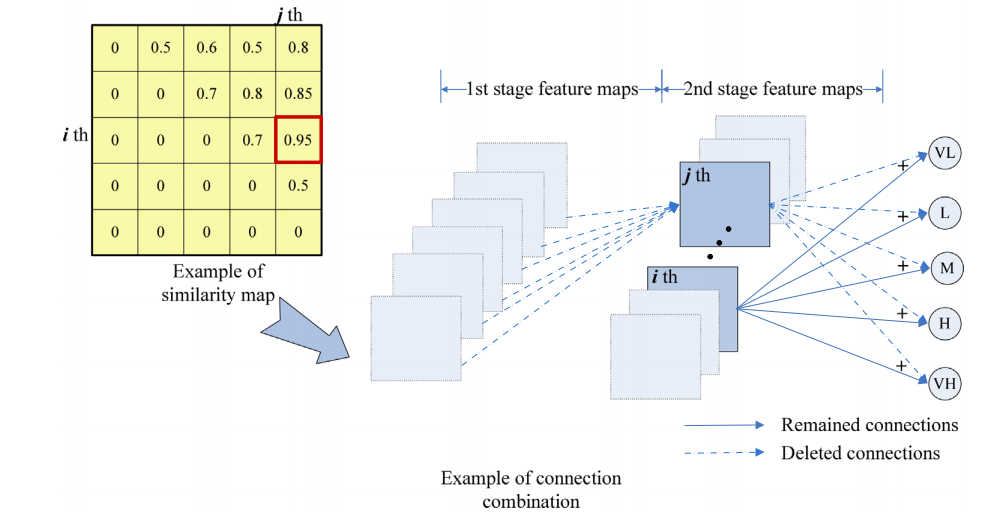 j th
0 0.5 0.6 0.5 0.8
0 0 0.7 0.8 0.85
i th
0 0 0 0.7 0.95
0 0 0 0 0.5
0 0 0 0 0
Example of
similarity map
1st stage feature maps
2nd stage feature maps
j th
i th
+
+
+
+
+
VL
L
M
H
VH
Remained connections
Deleted connections
Example of connection
combination